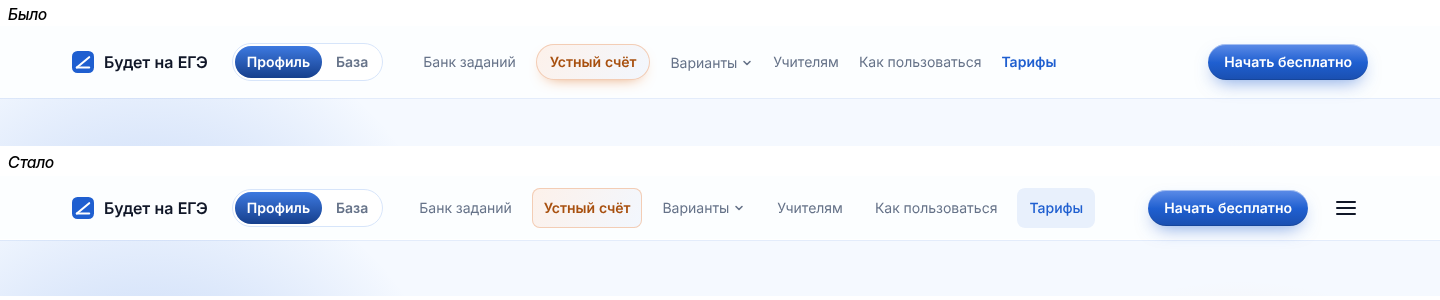 Было
Будет на ЕГЭ Профиль База Банк заданий Устный счёт Варианты Учителям Как пользоваться Тарифы Начать бесплатно
Стало
Будет на ЕГЭ Профиль База Банк заданий Устный счёт Варианты Учителям Как пользоваться Тарифы Начать бесплатно